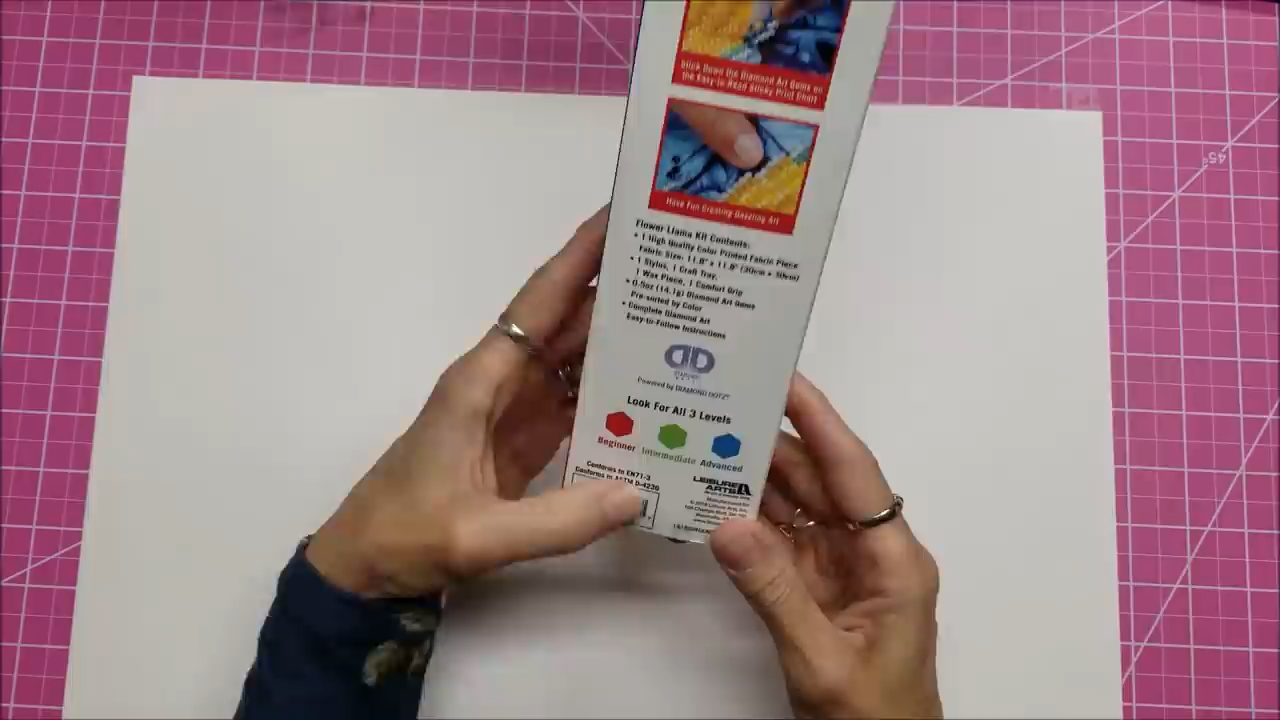 Stick Down the Diamond Art Gems on
the Easy-to-Read Sticky Print Chart
Have Fun Creating Dazzling Art
Flower Llama Kit Contents:
• 1 High Quality Color Printed Fabric Piece
Fabric Size: 11.8" x 11.8" (30cm x 30cm)
• 1 Stylus, 1 Craft Tray,
1 Wax Piece, 1 Comfort Grip
• 0.5oz (14.1g) Diamond Art Gems
Pre-sorted by Color
• Complete Diamond Art
Easy-to-Follow Instructions
DD
Powered by DIAMOND DOTZ
Look For All 3 Levels
Beginner Intermediate Advanced
Conforms to EN71-3
Conforms to ASTM D-4236
LEISURE
ARTS
45°